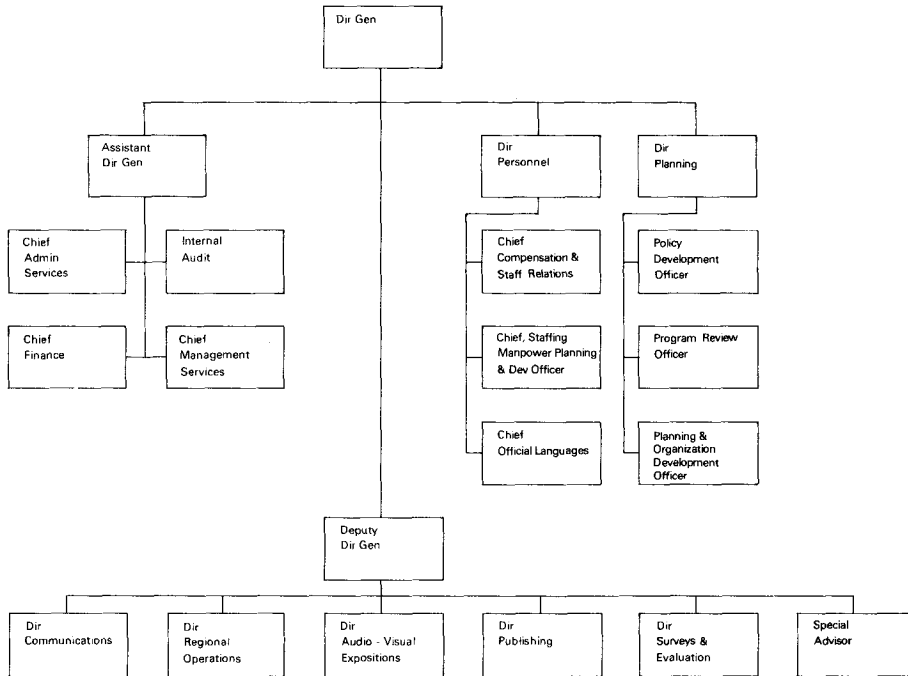 Dir Gen
Assistant
Dir Gen
Dir
Personnel
Dir
Planning
Chief
Admin
Services
Internal
Audit
Chief
Compensation &
Staff Relations
Policy
Development
Officer
Chief
Finance
Chief
Management
Services
Chief, Staffing
Manpower Planning
& Dev Officer
Program Review
Officer
Chief
Official Languages
Planning &
Organization
Development
Officer
Deputy
Dir Gen
Dir
Communications
Dir
Regional
Operations
Dir
Audio - Visual
Expositions
Dir
Publishing
Dir
Surveys &
Evaluation
Special
Advisor